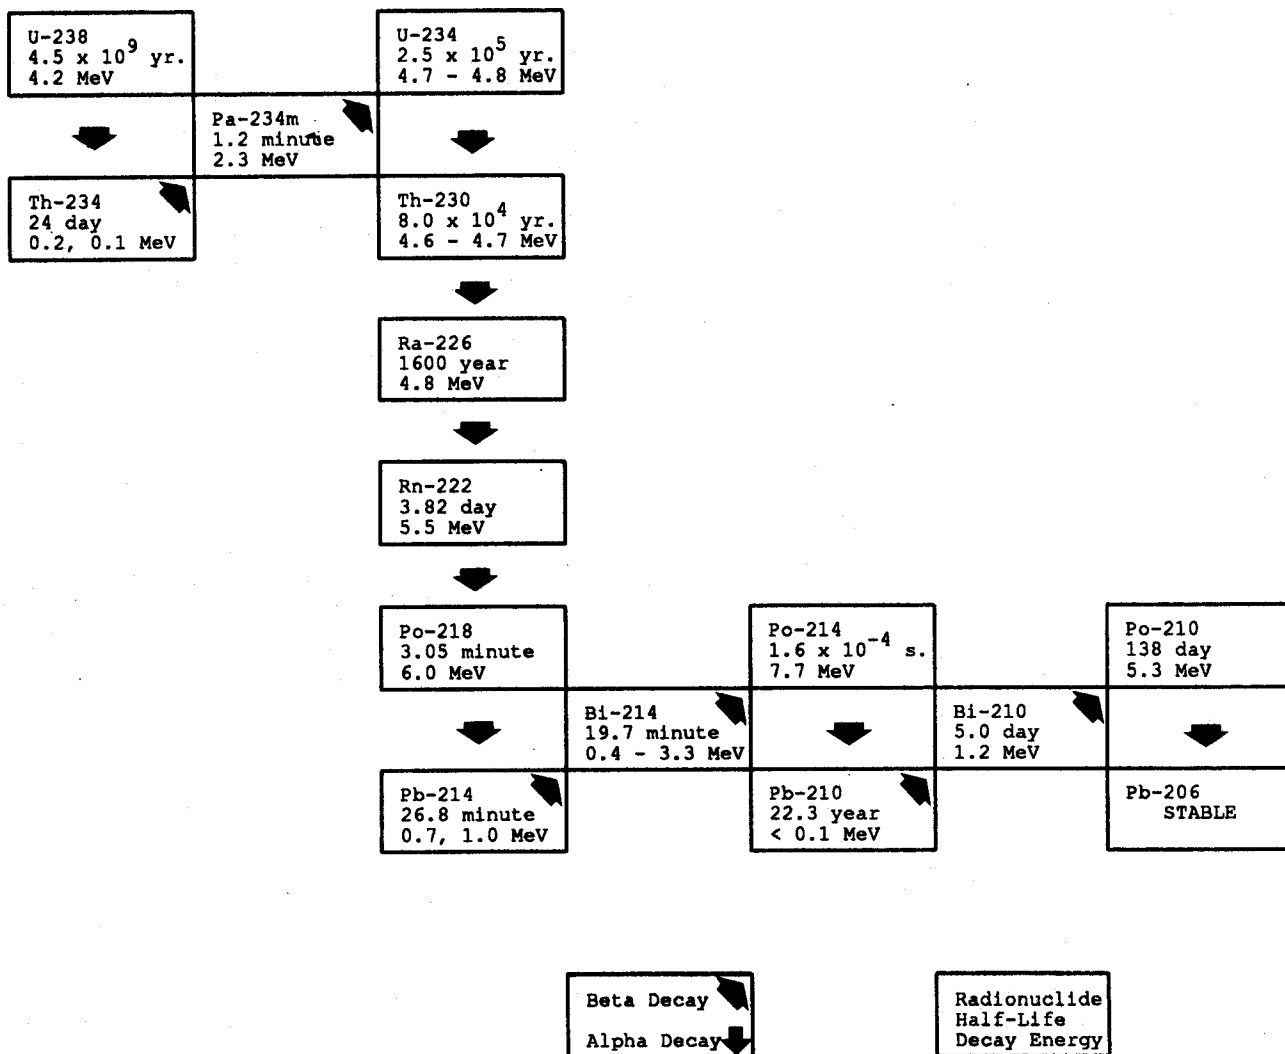 U-238
4.5 x 10^9 yr.
4.2 MeV
U-234
2.5 x 10^5 yr.
4.7 - 4.8 MeV
Pa-234m
1.2 minute
2.3 MeV
Th-234
24 day
0.2, 0.1 MeV
Th-230
8.0 x 10^4 yr.
4.6 - 4.7 MeV
Ra-226
1600 year
4.8 MeV
Rn-222
3.82 day
5.5 MeV
Po-218
3.05 minute
6.0 MeV
Po-214
1.6 x 10^-4 s.
7.7 MeV
Po-210
138 day
5.3 MeV
Bi-214
19.7 minute
0.4 - 3.3 MeV
Bi-210
5.0 day
1.2 MeV
Pb-214
26.8 minute
0.7, 1.0 MeV
Pb-210
22.3 year
< 0.1 MeV
Pb-206
STABLE
Beta Decay
Alpha Decay
Radionuclide
Half-Life
Decay Energy